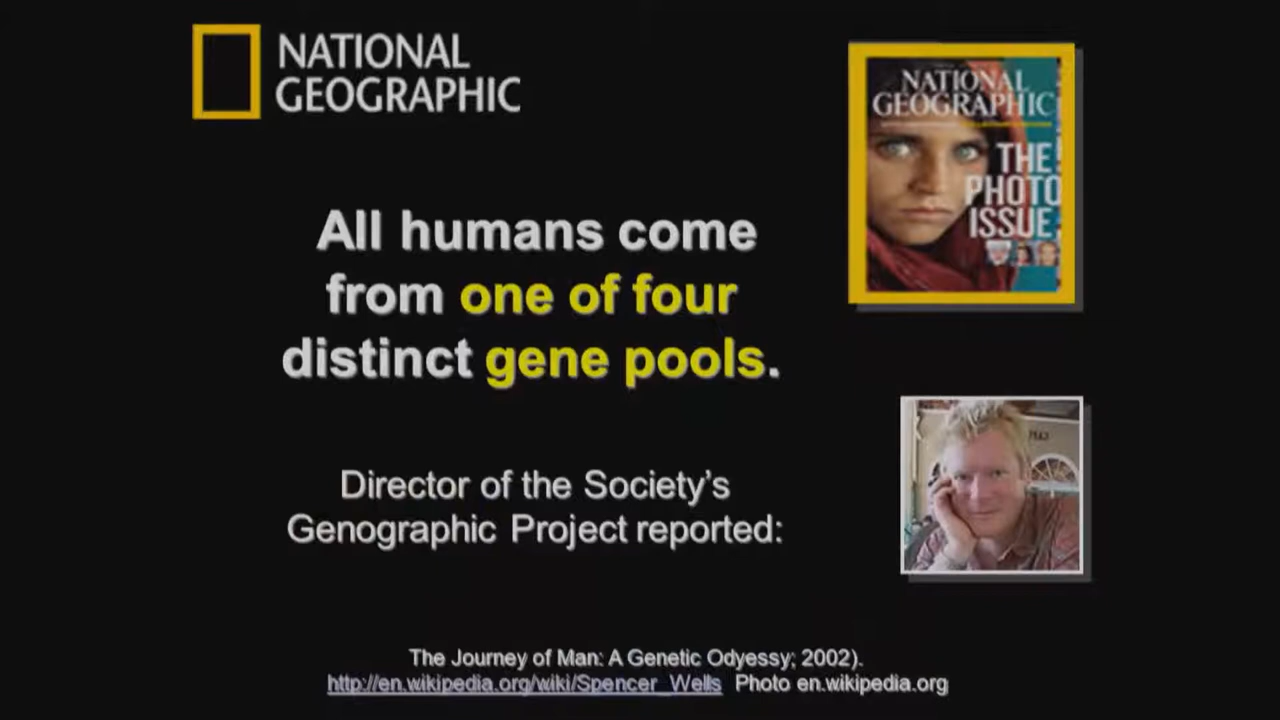 NATIONAL
GEOGRAPHIC
NATIONAL
GEOGRAPHIC
THE
PHOTO
ISSUE
All humans come
from one of four
distinct gene pools.
Director of the Society's
Genographic Project reported:
The Journey of Man: A Genetic Odyessy; 2002).
http://en.wikipedia.org/wiki/Spencer_Wells Photo en.wikipedia.org